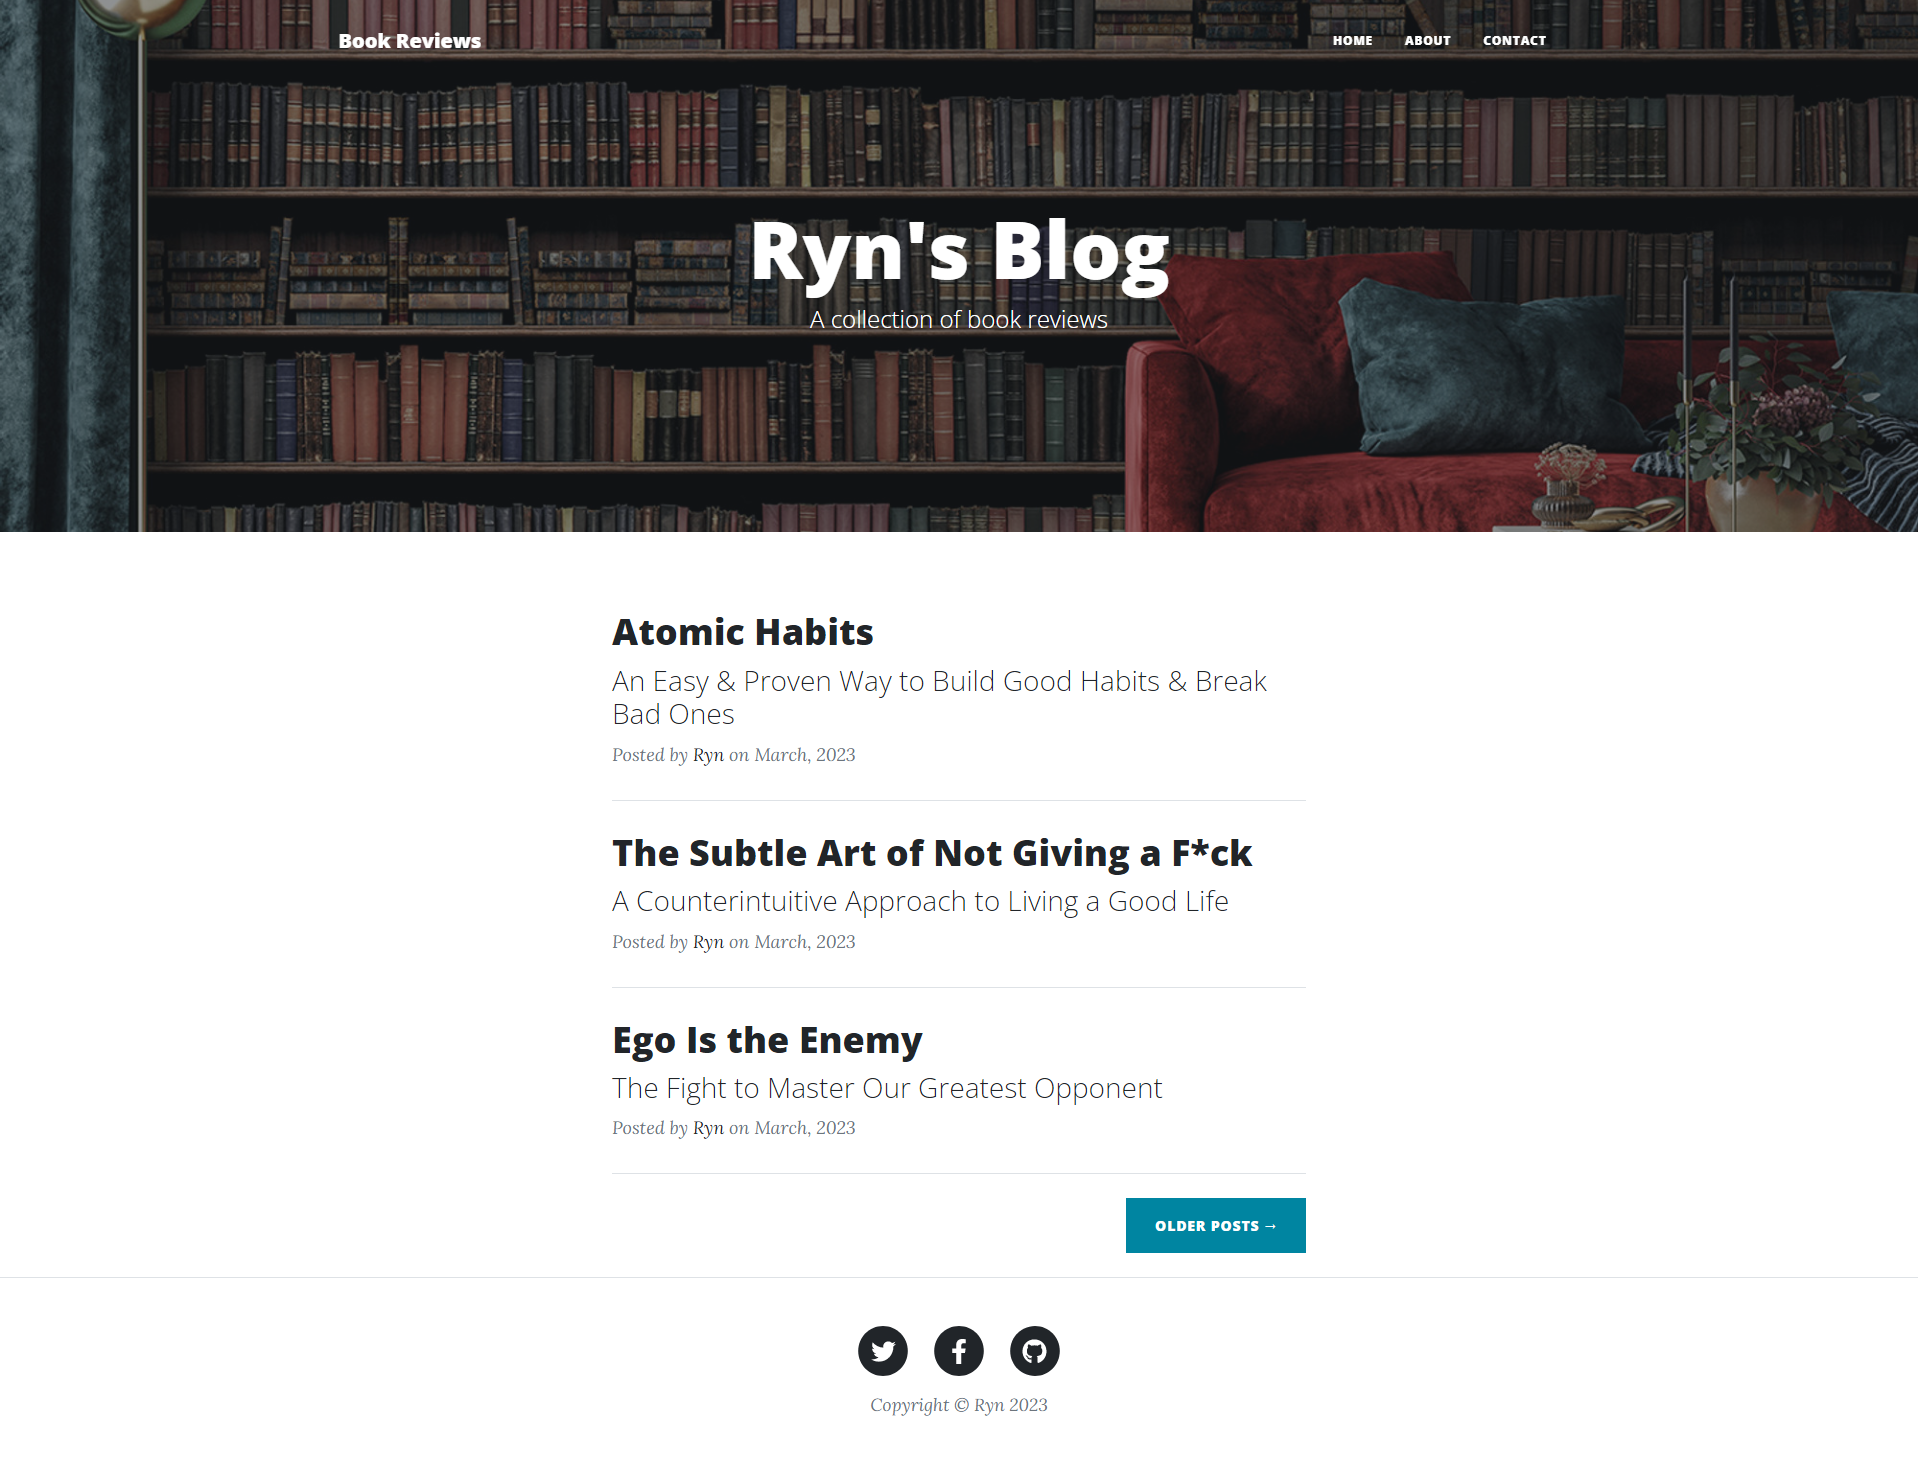 Book Reviews
HOME ABOUT CONTACT
Ryn's Blog
A collection of book reviews
Atomic Habits
An Easy & Proven Way to Build Good Habits & Break
Bad Ones
Posted by Ryn on March, 2023
The Subtle Art of Not Giving a F*ck
A Counterintuitive Approach to Living a Good Life
Posted by Ryn on March, 2023
Ego Is the Enemy
The Fight to Master Our Greatest Opponent
Posted by Ryn on March, 2023
OLDER POSTS →
Copyright © Ryn 2023